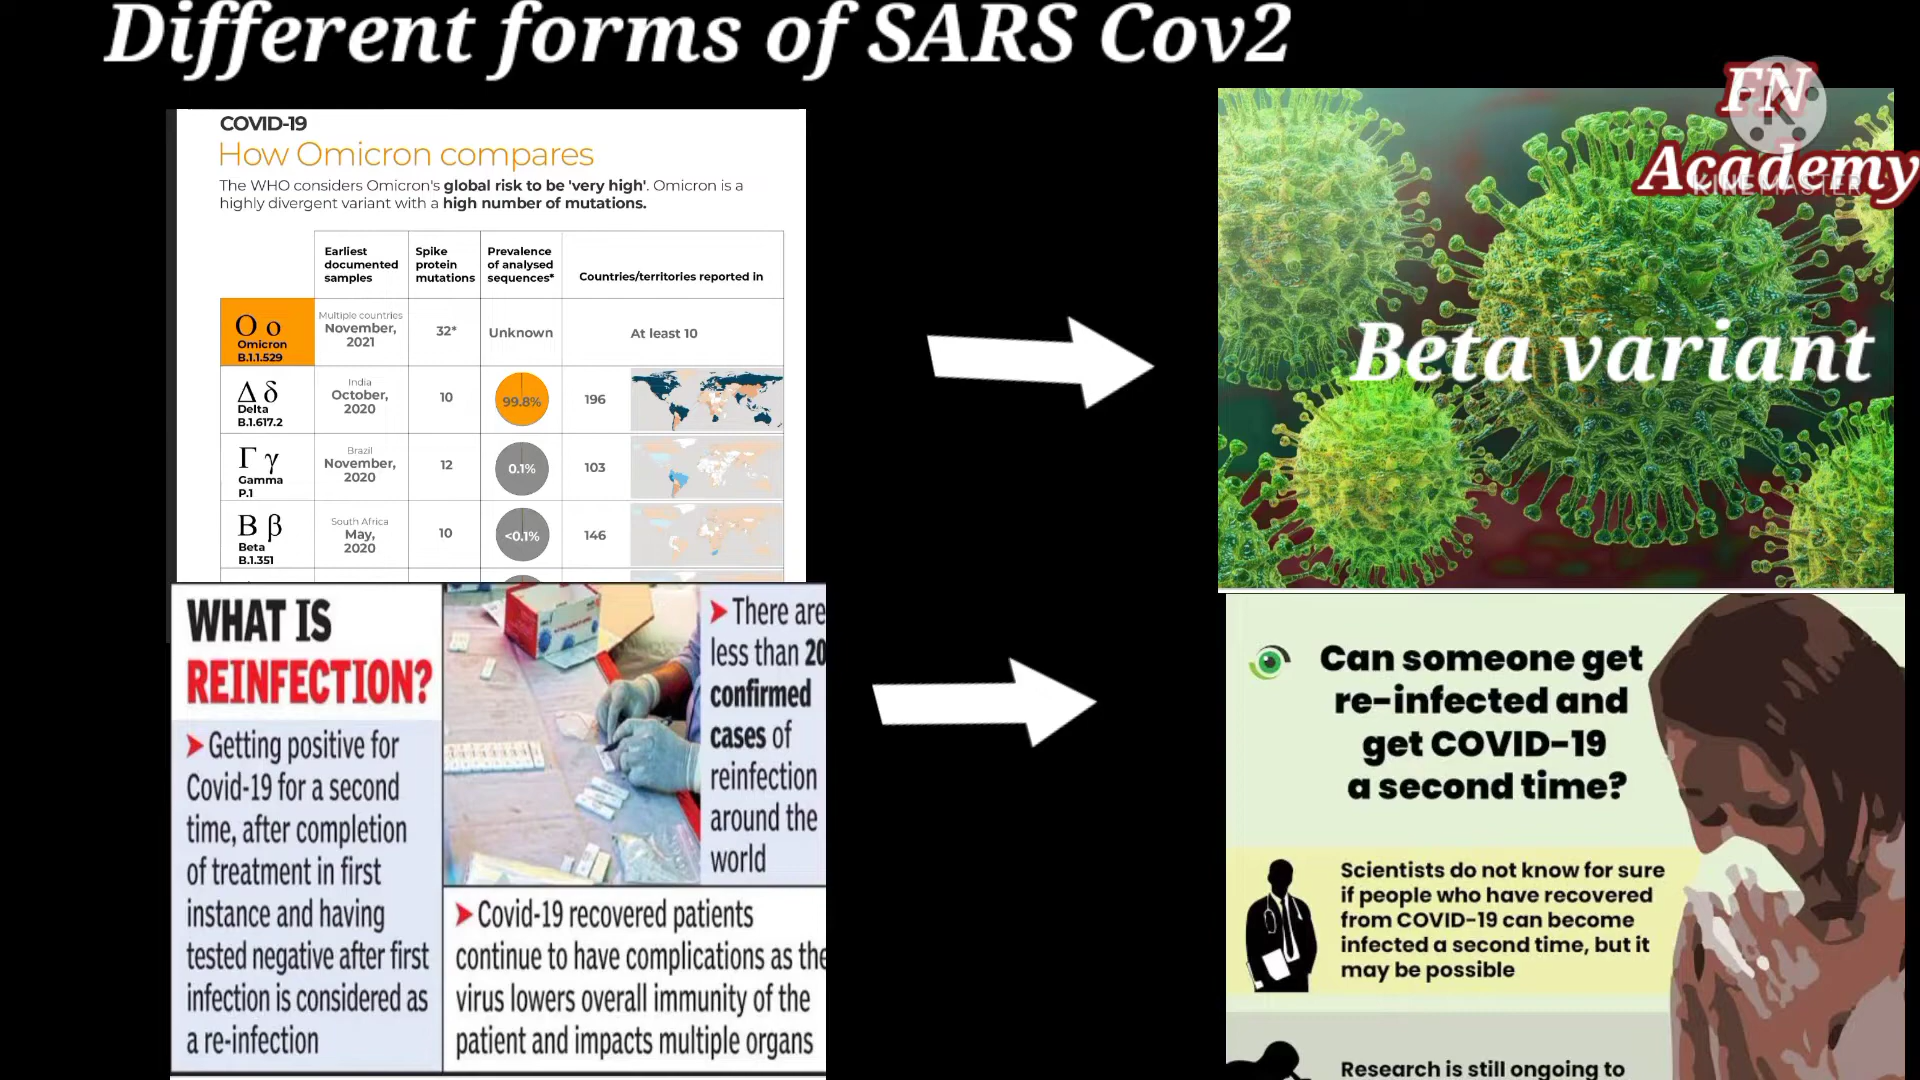 Different forms of SARS Cov2
FN
Academy
KINEMASTER
COVID-19
How Omicron compares
The WHO considers Omicron's global risk to be 'very high'. Omicron is a
highly divergent variant with a high number of mutations.
Earliest documented samples
Spike protein mutations
Prevalence of analysed sequences*
Countries/territories reported in
O o
Omicron
B.1.1.529
Multiple countries
November,
2021
32*
Unknown
At least 10
Δ δ
Delta
B.1.617.2
India
October,
2020
10
99.8%
196
Γ γ
Gamma
P.1
Brazil
November,
2020
12
0.1%
103
Β β
Beta
B.1.351
South Africa
May,
2020
10
<0.1%
146
Beta variant
WHAT IS
REINFECTION?
➤ Getting positive for
Covid-19 for a second
time, after completion
of treatment in first
instance and having
tested negative after first
infection is considered as
a re-infection
➤ There are
less than 20
confirmed
cases of
reinfection
around the
world
➤ Covid-19 recovered patients
continue to have complications as the
virus lowers overall immunity of the
patient and impacts multiple organs
Can someone get
re-infected and
get COVID-19
a second time?
Scientists do not know for sure
if people who have recovered
from COVID-19 can become
infected a second time, but it
may be possible
Research is still ongoing to